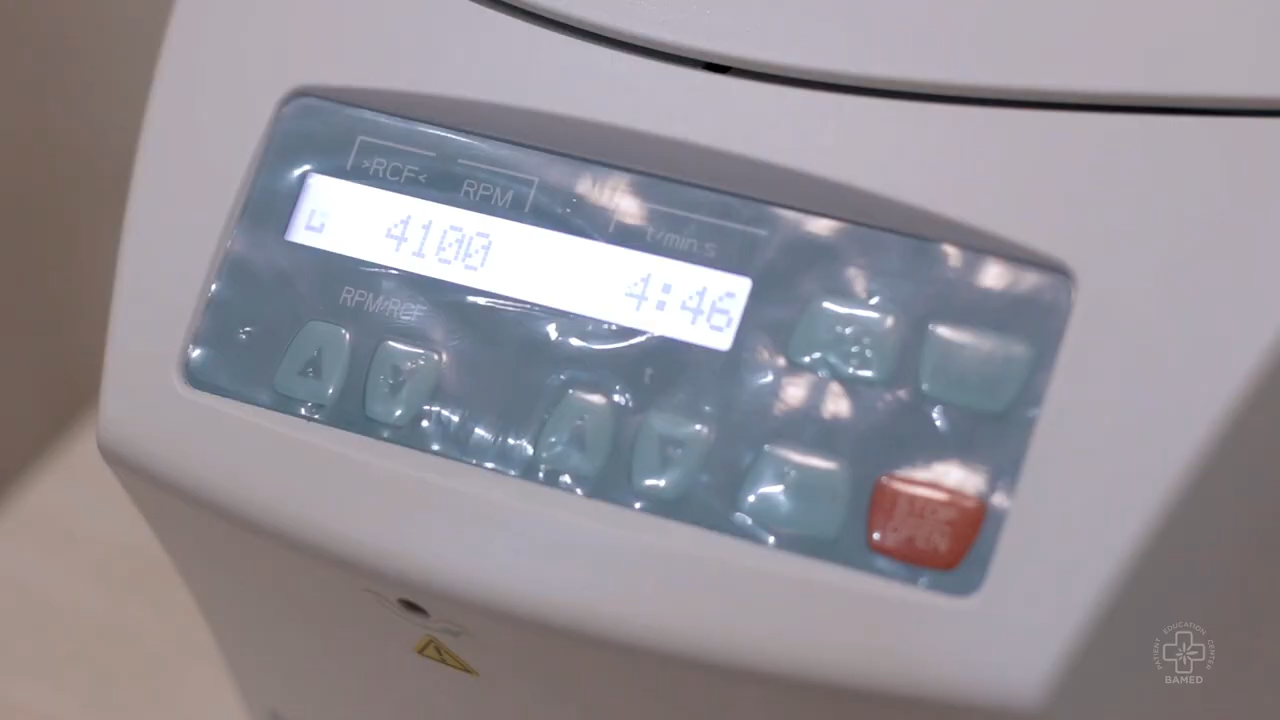 >RCF<
RPM
t/min.s
4100
4:46
RPM/RCF
t
STOP
OPEN
PATIENT EDUCATION CENTER
BAMED